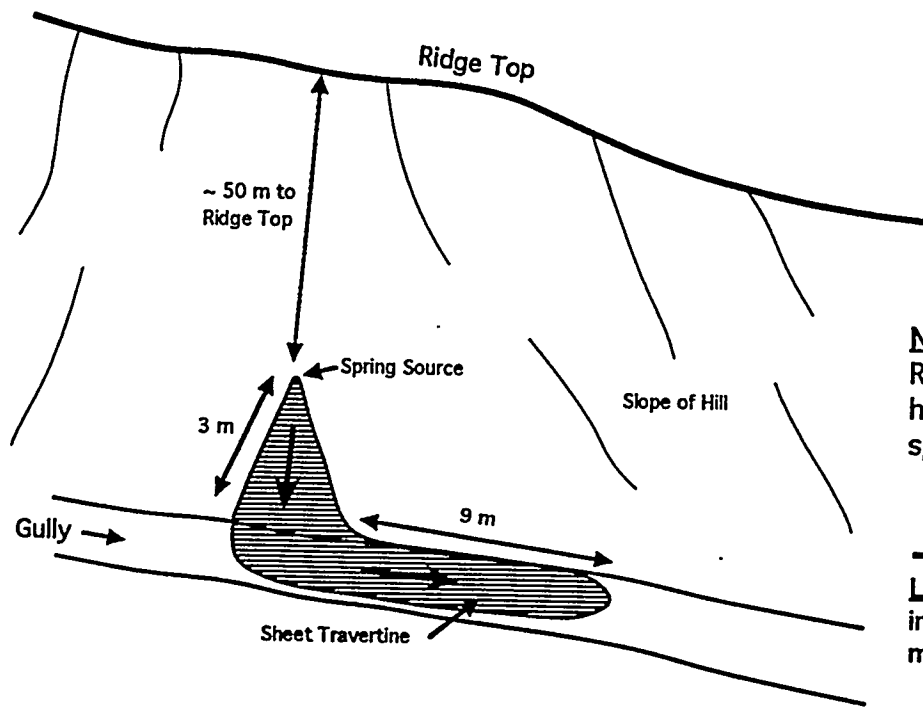 Ridge Top
~ 50 m to
Ridge Top
Spring Source
Slope of Hill
3 m
9 m
Gully
Sheet Travertine